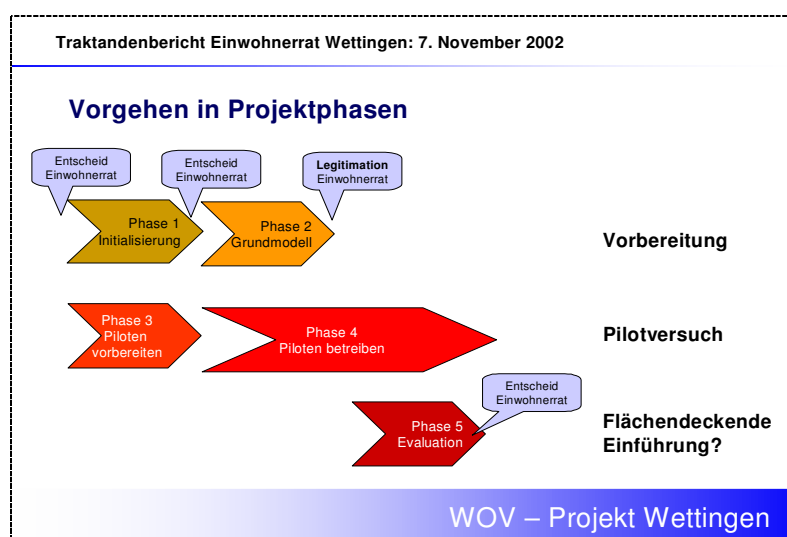 Traktandenbericht Einwohnerrat Wettingen: 7. November 2002
Vorgehen in Projektphasen
Entscheid
Einwohnerrat
Entscheid
Einwohnerrat
Legitimation
Einwohnerrat
Phase 1
Initialisierung
Phase 2
Grundmodell
Vorbereitung
Phase 3
Piloten
vorbereiten
Phase 4
Piloten betreiben
Pilotversuch
Entscheid
Einwohnerrat
Phase 5
Evaluation
Flächendeckende
Einführung?
WOV – Projekt Wettingen